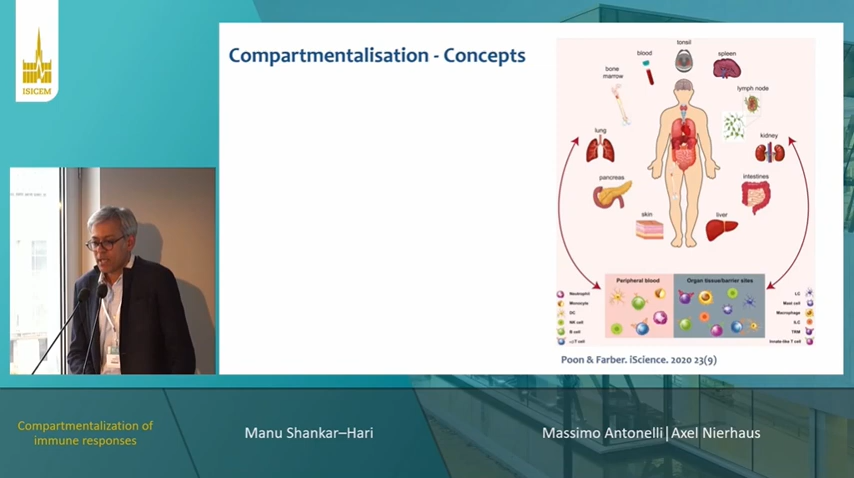 ISICEM
Compartmentalisation - Concepts
tonsil
blood
spleen
bone
marrow
lymph node
lung
kidney
pancreas
intestines
skin
liver
Peripheral blood
Organ tissue/barrier sites
Neutrophil
Monocyte
DC
NK cell
B cell
LC
Mast cell
Macrophage
ILC
TRM
Innate-like T cell
Poon & Farber. iScience. 2020 23(9)
Compartmentalization of
immune responses
Manu Shankar–Hari
Massimo Antonelli|Axel Nierhaus